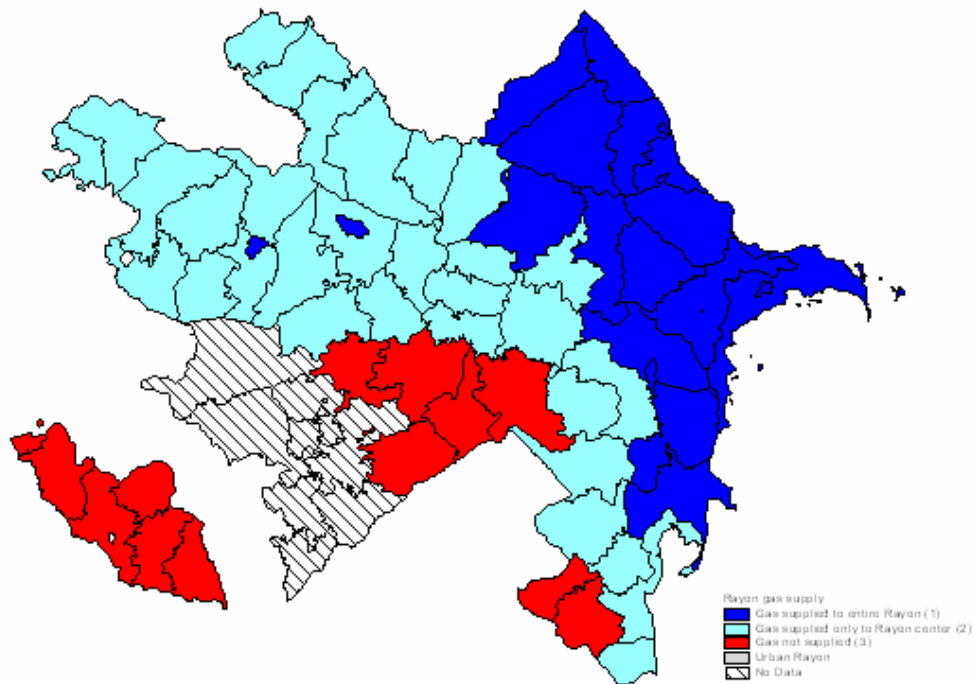 Rayon gas supply
Gas supplied to entire Rayon (1)
Gas supplied only to Rayon center (2)
Gas not supplied (3)
Urban Rayon
No Data